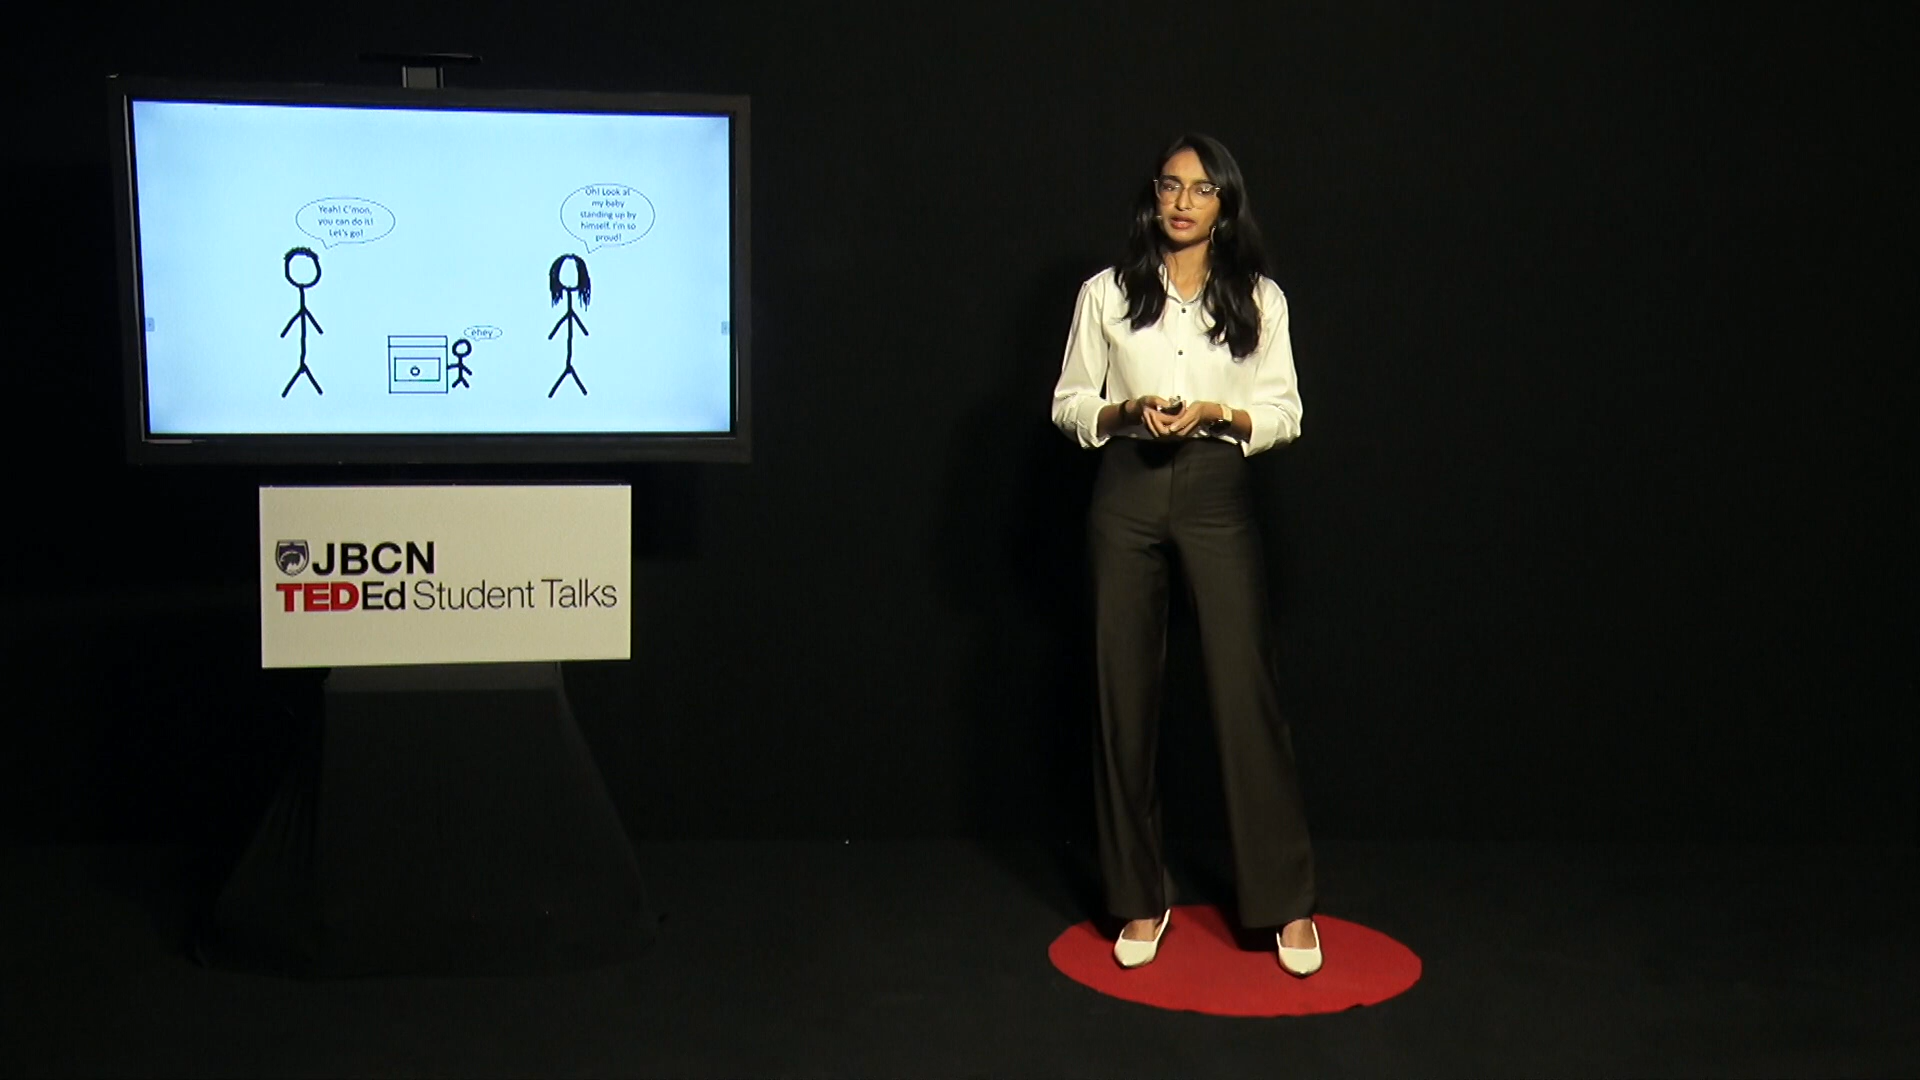 Yeah! C'mon,
you can do it!
Let's go!
Oh! Look at
my baby
standing up by
himself. I'm so
proud!
ehey
JBCN
TEDEd Student Talks